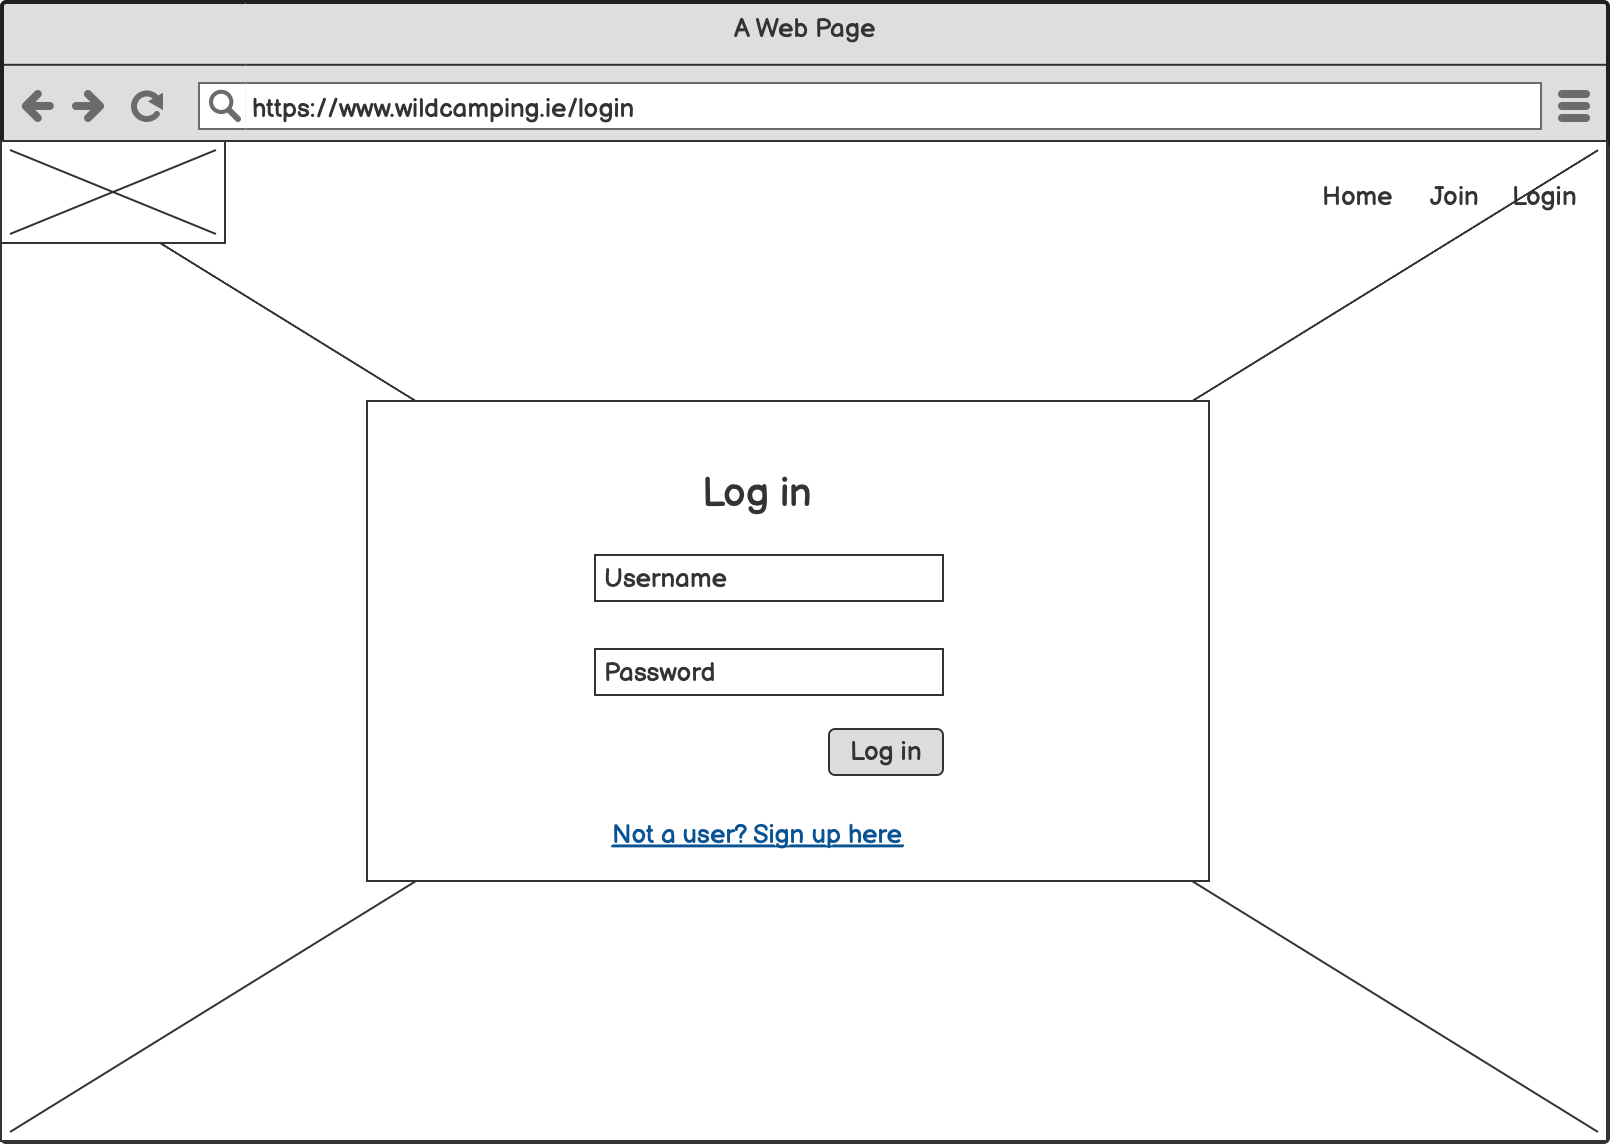 A Web Page
https://www.wildcamping.ie/login
Home Join Login
Log in
Username
Password
Log in
Not a user? Sign up here